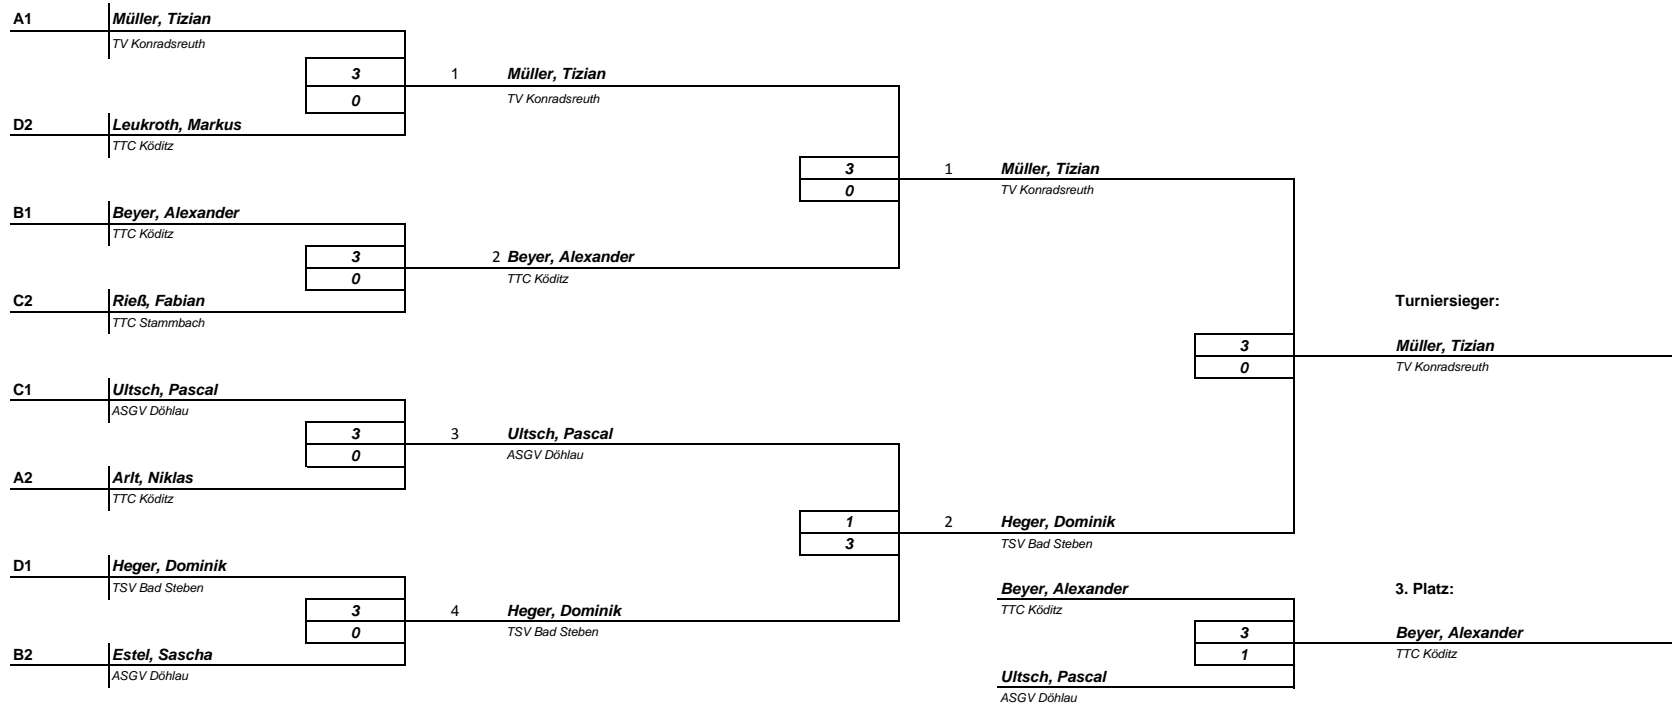 A1 Müller, Tizian
TV Konradsreuth
3 1 Müller, Tizian
0 TV Konradsreuth
D2 Leukroth, Markus
TTC Köditz
3 1 Müller, Tizian
0 TV Konradsreuth
B1 Beyer, Alexander
TTC Köditz
3 2 Beyer, Alexander
0 TTC Köditz
C2 Rieß, Fabian Turniersieger:
TTC Stammbach
3 Müller, Tizian
0 TV Konradsreuth
C1 Ultsch, Pascal
ASGV Döhlau
3 3 Ultsch, Pascal
0 ASGV Döhlau
A2 Arlt, Niklas
TTC Köditz
1 2 Heger, Dominik
3 TSV Bad Steben
D1 Heger, Dominik
TSV Bad Steben Beyer, Alexander 3. Platz:
3 4 Heger, Dominik TTC Köditz
0 TSV Bad Steben 3 Beyer, Alexander
B2 Estel, Sascha 1 TTC Köditz
ASGV Döhlau Ultsch, Pascal
ASGV Döhlau